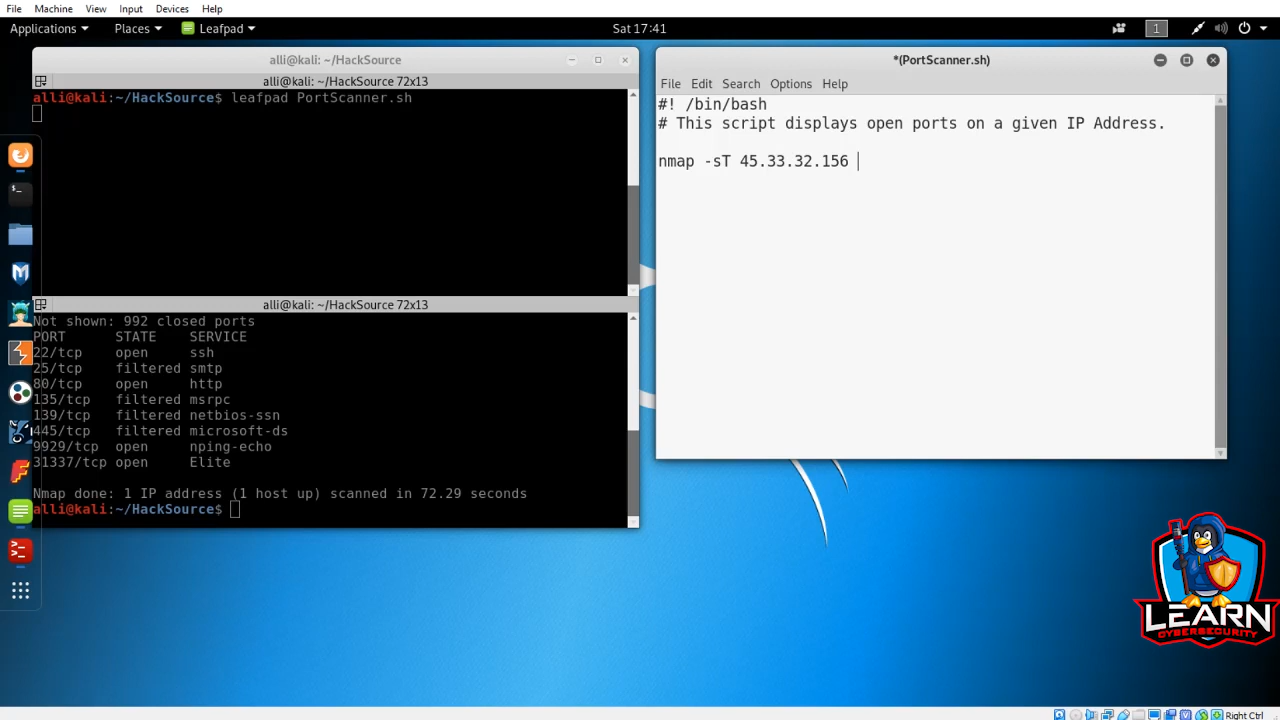 File Machine View Input Devices Help
Applications Places Leafpad Sat 17:41 1
alli@kali: ~/HackSource
alli@kali: ~/HackSource 72x13
alli@kali:~/HackSource$ leafpad PortScanner.sh
alli@kali: ~/HackSource 72x13
Not shown: 992 closed ports
PORT STATE SERVICE
22/tcp open ssh
25/tcp filtered smtp
80/tcp open http
135/tcp filtered msrpc
139/tcp filtered netbios-ssn
445/tcp filtered microsoft-ds
9929/tcp open nping-echo
31337/tcp open Elite
Nmap done: 1 IP address (1 host up) scanned in 72.29 seconds
alli@kali:~/HackSource$
*(PortScanner.sh)
File Edit Search Options Help
#! /bin/bash
# This script displays open ports on a given IP Address.
nmap -sT 45.33.32.156
LEARN
CYBERSECURITY
Right Ctrl